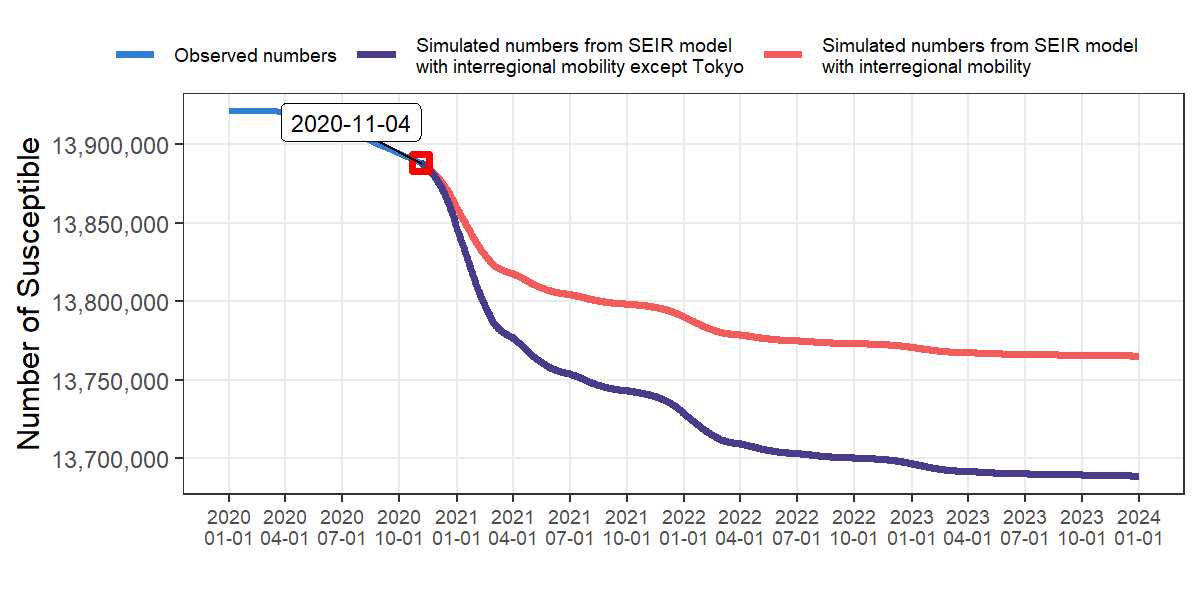 Observed numbers
Simulated numbers from SEIR model
with interregional mobility except Tokyo
Simulated numbers from SEIR model
with interregional mobility
Number of Susceptible
13,900,000
13,850,000
13,800,000
13,750,000
13,700,000
2020-11-04
2020 2020 2020 2020 2021 2021 2021 2021 2022 2022 2022 2022 2023 2023 2023 2023 2024
01-01 04-01 07-01 10-01 01-01 04-01 07-01 10-01 01-01 04-01 07-01 10-01 01-01 04-01 07-01 10-01 01-01